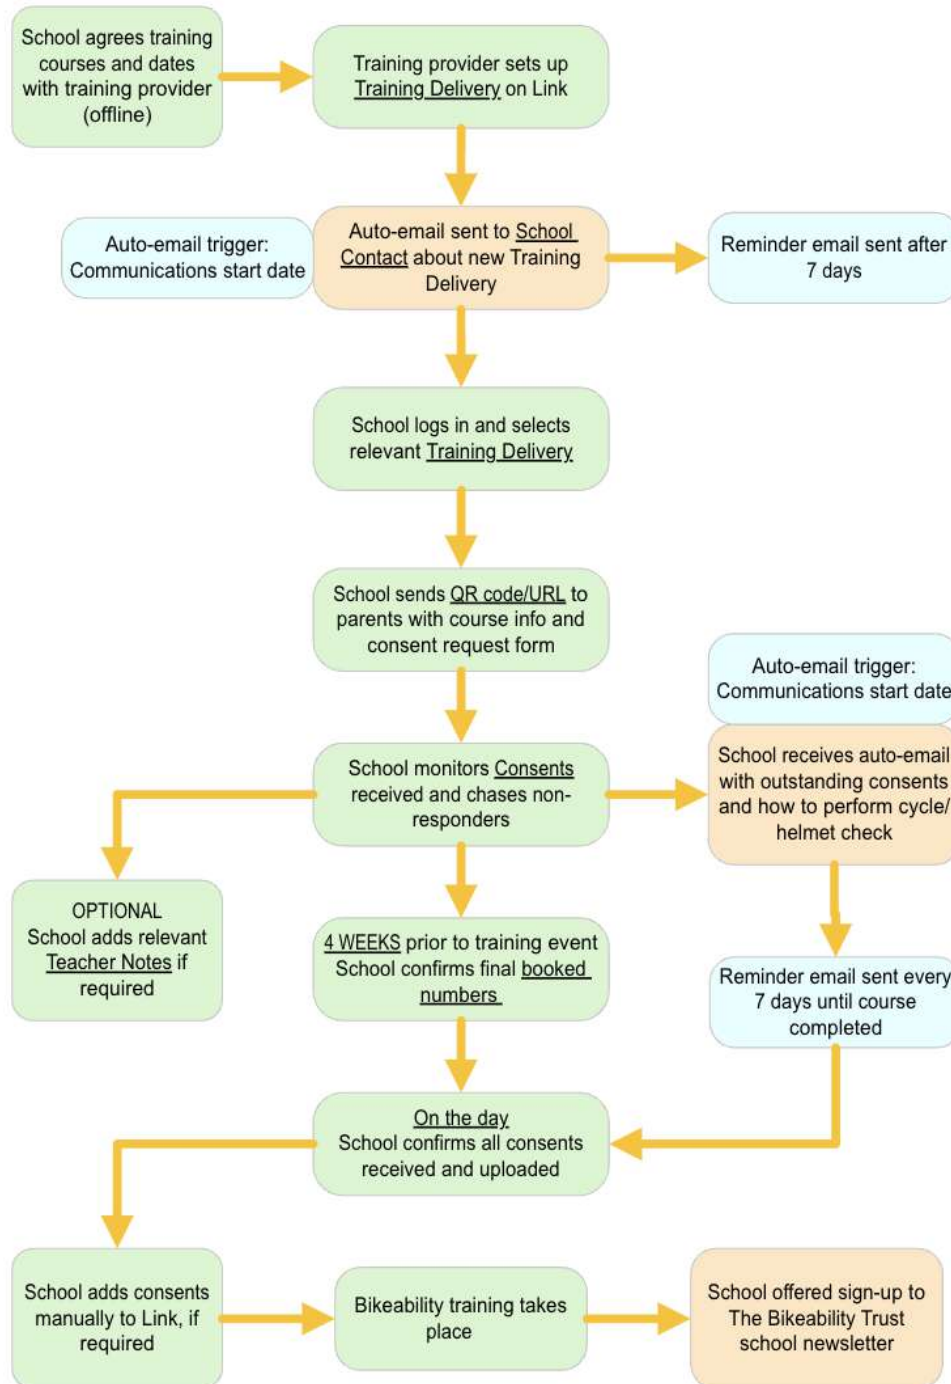 School agrees training
courses and dates
with training provider
(offline)
Training provider sets up
Training Delivery on Link
Auto-email trigger:
Communications start date
Auto-email sent to School
Contact about new Training
Delivery
Reminder email sent after
7 days
School logs in and selects
relevant Training Delivery
School sends QR code/URL to
parents with course info and
consent request form
Auto-email trigger:
Communications start date
School monitors Consents
received and chases non-
responders
School receives auto-email
with outstanding consents
and how to perform cycle/
helmet check
OPTIONAL
School adds relevant
Teacher Notes if
required
4 WEEKS prior to training event
School confirms final booked
numbers
Reminder email sent every
7 days until course
completed
On the day
School confirms all consents
received and uploaded
School adds consents
manually to Link, if
required
Bikeability training takes
place
School offered sign-up to
The Bikeability Trust
school newsletter